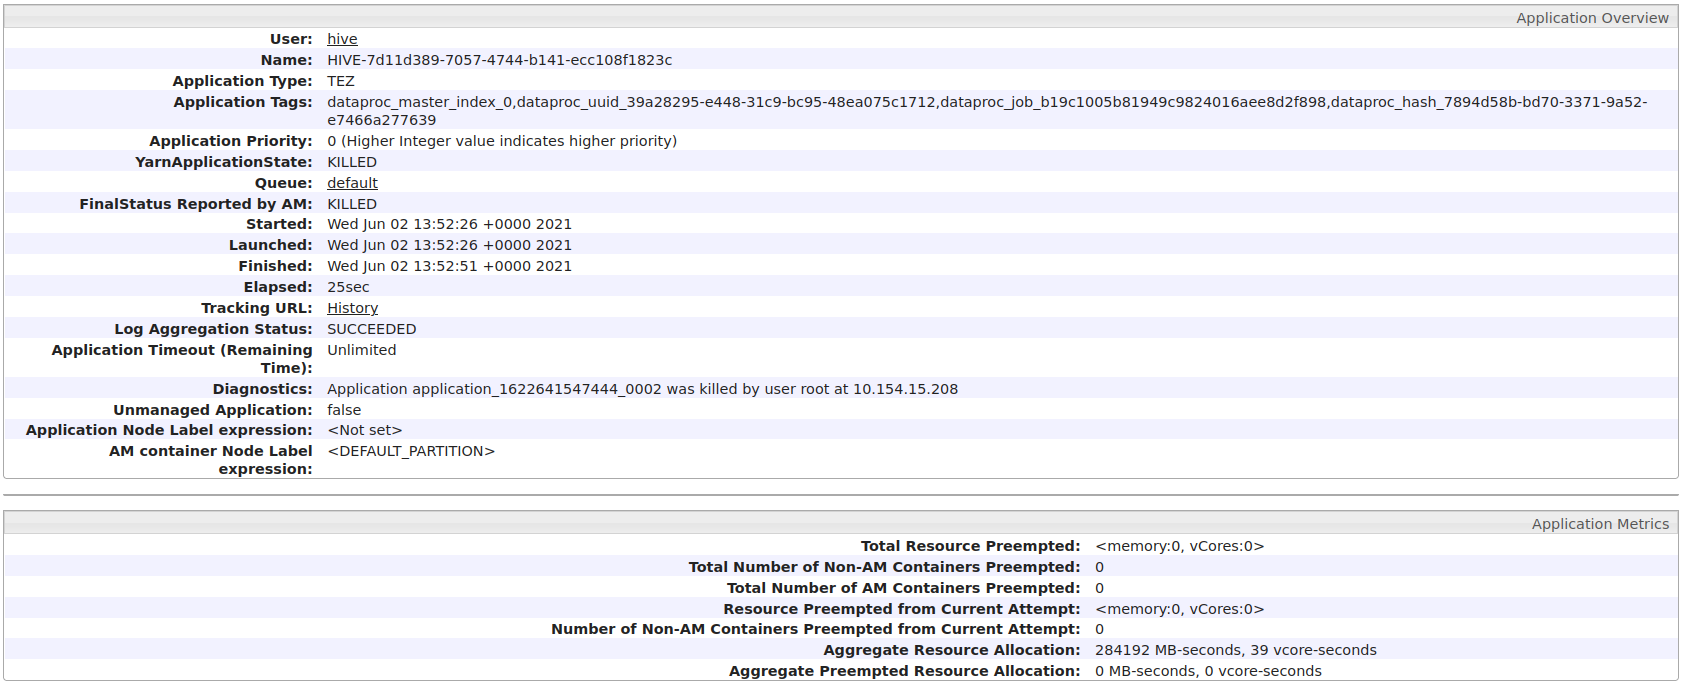 Application Overview
User: hive
Name: HIVE-7d11d389-7057-4744-b141-ecc108f1823c
Application Type: TEZ
Application Tags: dataproc_master_index_0,dataproc_uuid_39a28295-e448-31c9-bc95-48ea075c1712,dataproc_job_b19c1005b81949c9824016aee8d2f898,dataproc_hash_7894d58b-bd70-3371-9a52-
e7466a277639
Application Priority: 0 (Higher Integer value indicates higher priority)
YarnApplicationState: KILLED
Queue: default
FinalStatus Reported by AM: KILLED
Started: Wed Jun 02 13:52:26 +0000 2021
Launched: Wed Jun 02 13:52:26 +0000 2021
Finished: Wed Jun 02 13:52:51 +0000 2021
Elapsed: 25sec
Tracking URL: History
Log Aggregation Status: SUCCEEDED
Application Timeout (Remaining Unlimited
Time):
Diagnostics: Application application_1622641547444_0002 was killed by user root at 10.154.15.208
Unmanaged Application: false
Application Node Label expression: <Not set>
AM container Node Label <DEFAULT_PARTITION>
expression:
Application Metrics
Total Resource Preempted: <memory:0, vCores:0>
Total Number of Non-AM Containers Preempted: 0
Total Number of AM Containers Preempted: 0
Resource Preempted from Current Attempt: <memory:0, vCores:0>
Number of Non-AM Containers Preempted from Current Attempt: 0
Aggregate Resource Allocation: 284192 MB-seconds, 39 vcore-seconds
Aggregate Preempted Resource Allocation: 0 MB-seconds, 0 vcore-seconds